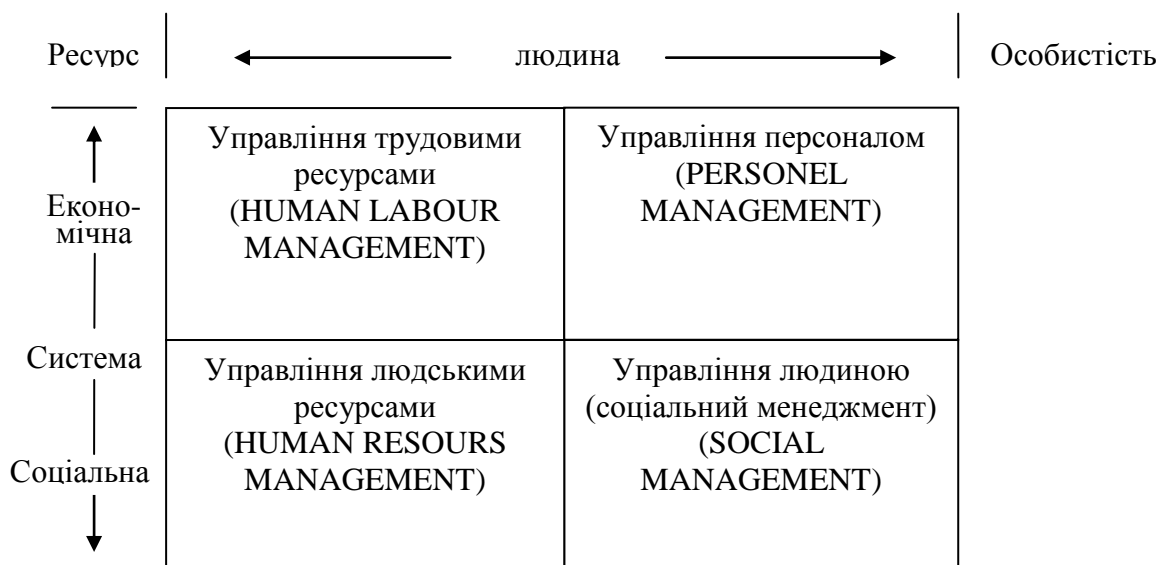 Ресурс людина Особистість
Управління трудовими
ресурсами
(HUMAN LABOUR
MANAGEMENT)
Управління персоналом
(PERSONEL
MANAGEMENT)
Еконо-
мічна
Система
Соціальна
Управління людськими
ресурсами
(HUMAN RESOURS
MANAGEMENT)
Управління людиною
(соціальний менеджмент)
(SOCIAL
MANAGEMENT)